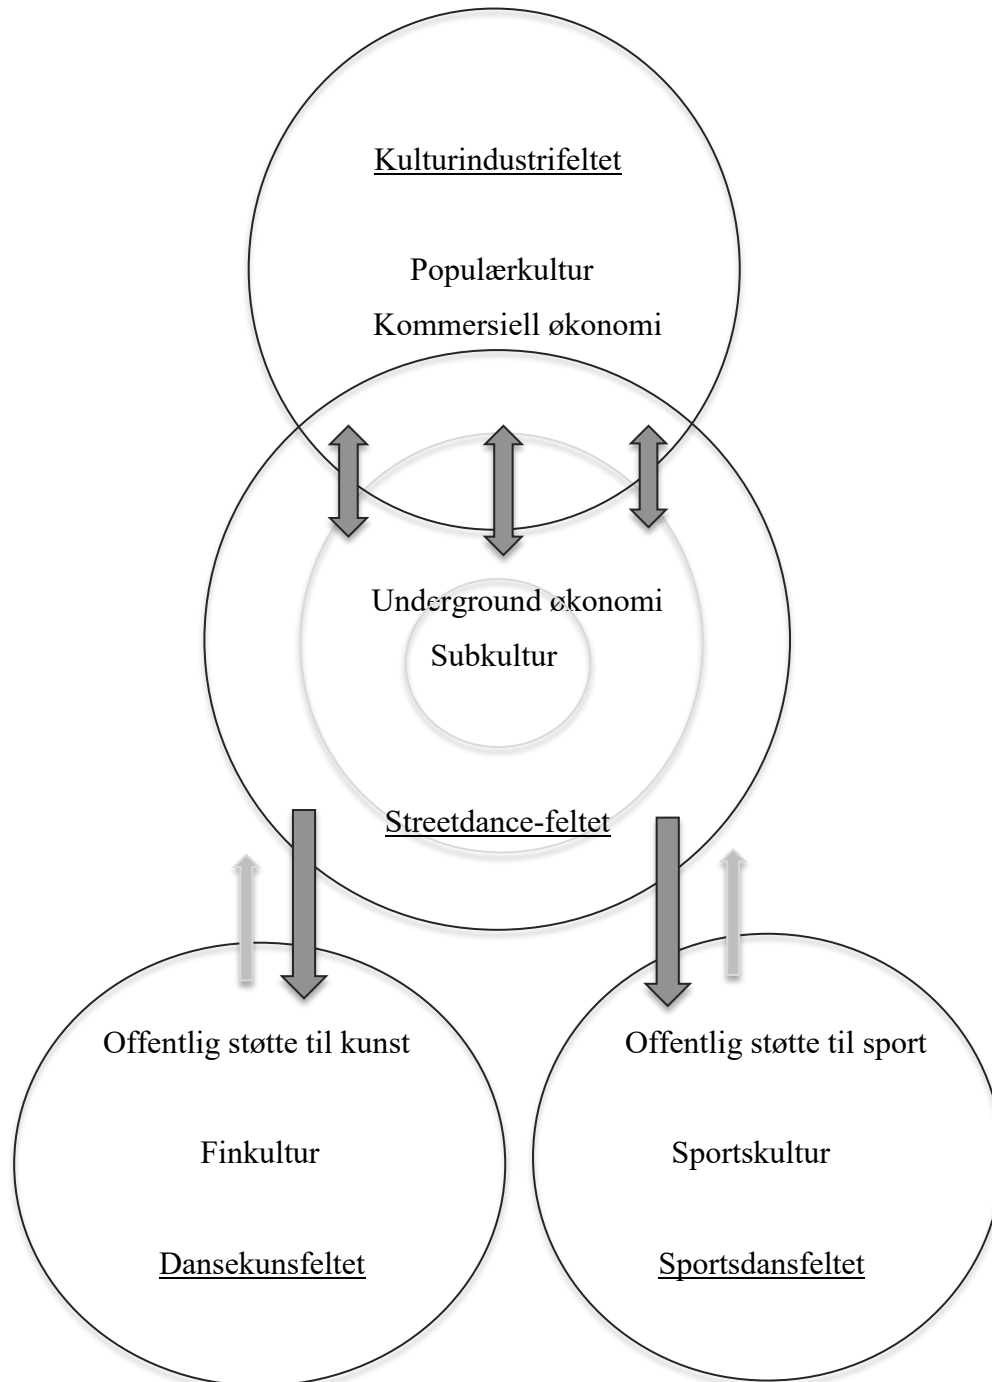 Kulturindustrifeltet
Populærkultur
Kommersiell økonomi
Underground økonomi
Subkultur
Streetdance-feltet
Offentlig støtte til kunst
Finkultur
Dansekunsfeltet
Offentlig støtte til sport
Sportskultur
Sportsdansfeltet